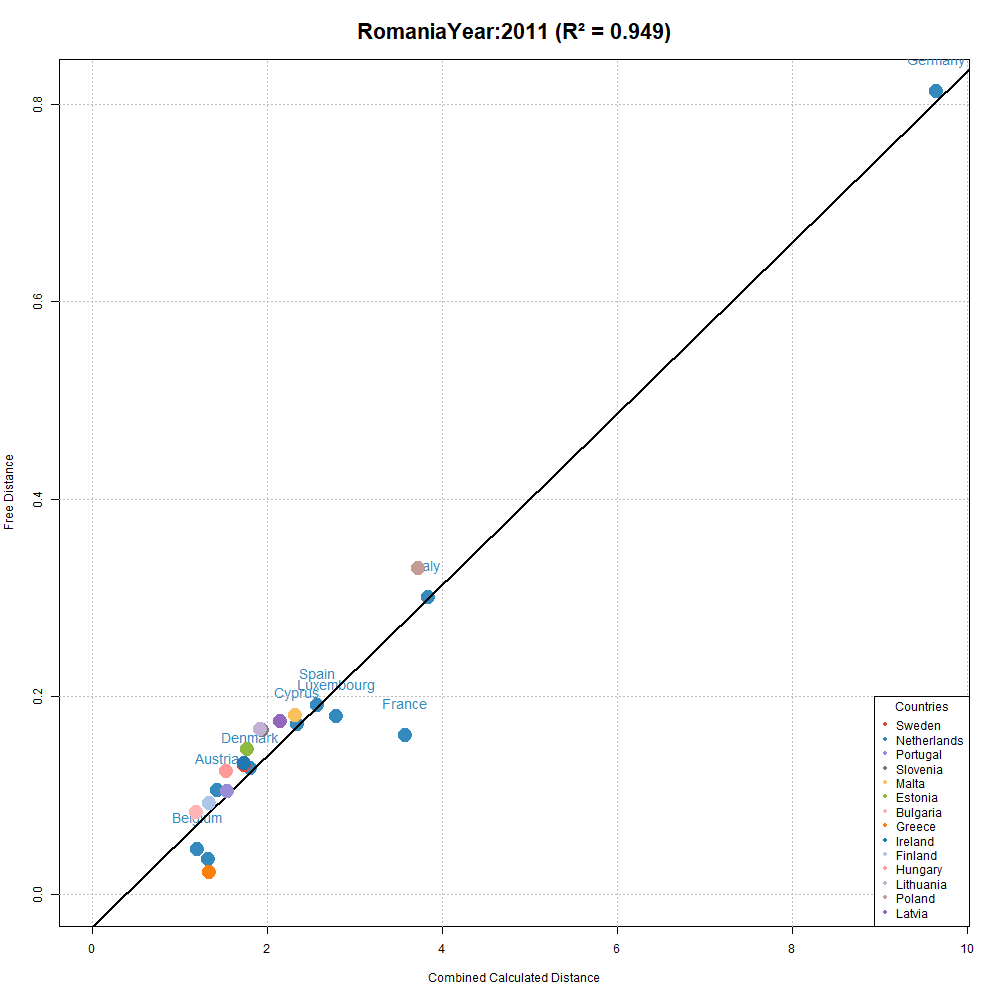 RomaniaYear:2011 (R² = 0.949)
Germany
0.8
0.6
Free Distance
0.4
aly
Spain
Luxembourg
Cyprus
0.2
France
Denmark
Austria
Belgium
0.0
Countries
Sweden
Netherlands
Portugal
Slovenia
Malta
Estonia
Bulgaria
Greece
Ireland
Finland
Hungary
Lithuania
Poland
Latvia
0 2 4 6 8 10
Combined Calculated Distance